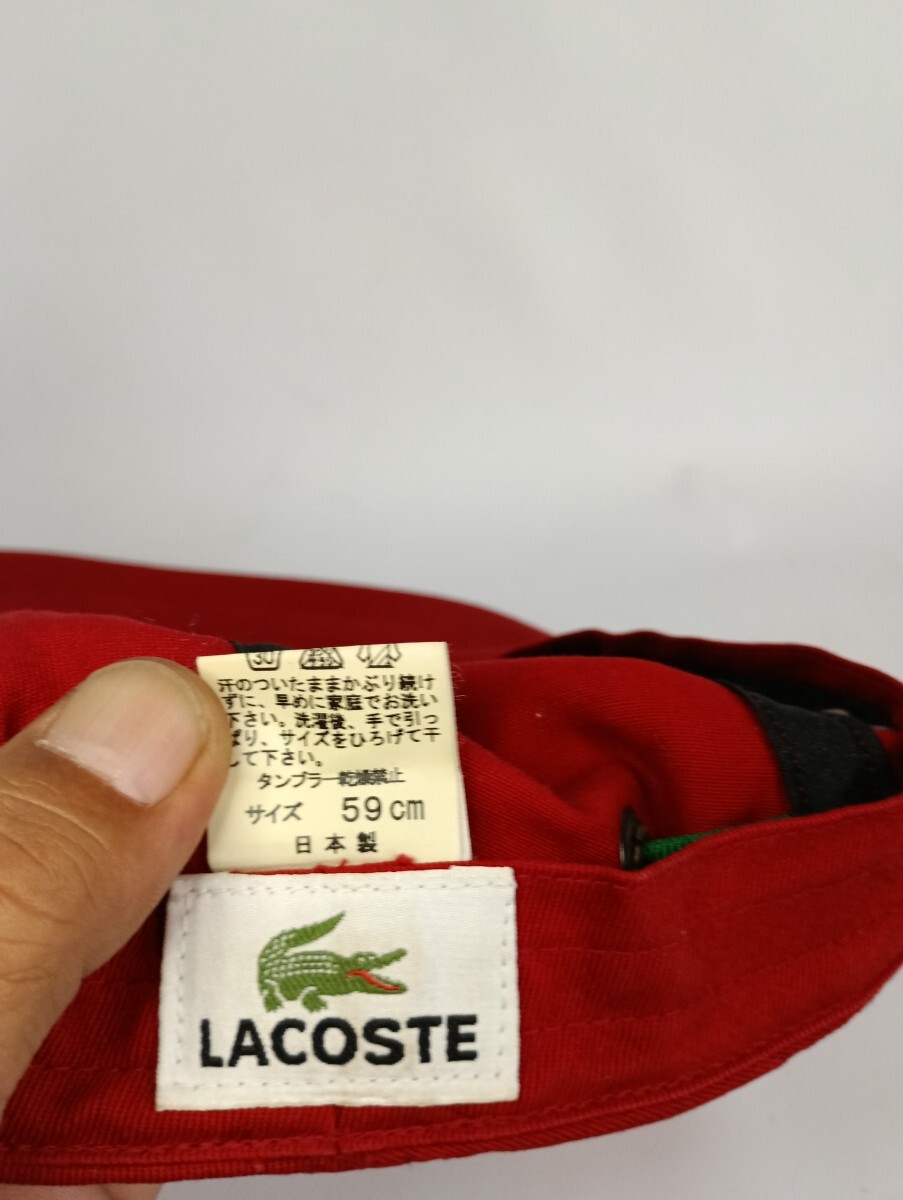 30
汗のついたままかぶり続け
ずに、早めに家庭でお洗い
下さい。洗濯後、手で引っ
ぱり、サイズをひろげて干
して下さい。
タンブラー乾燥禁止
サイズ 59cm
日本製
LACOSTE